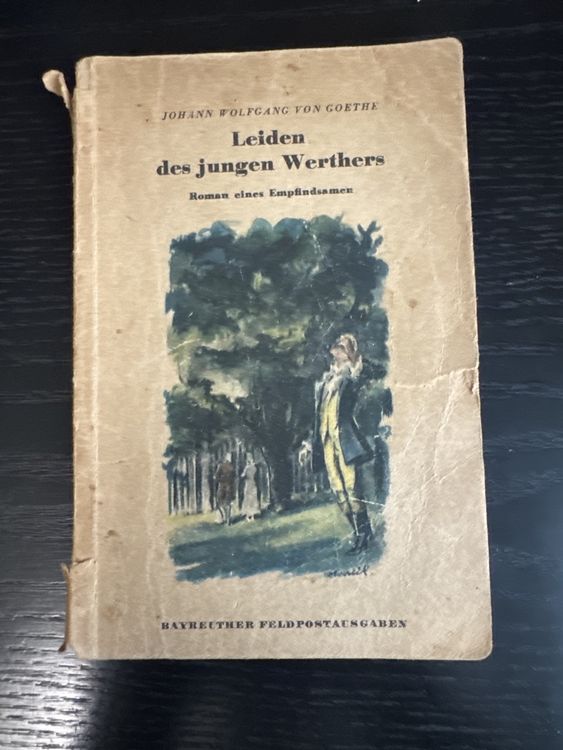 JOHANN WOLFGANG VON GOETHE
Leiden
des jungen Werthers
Roman eines Empfindsamen
BAYREUTHER FELDPOSTAUSGABEN